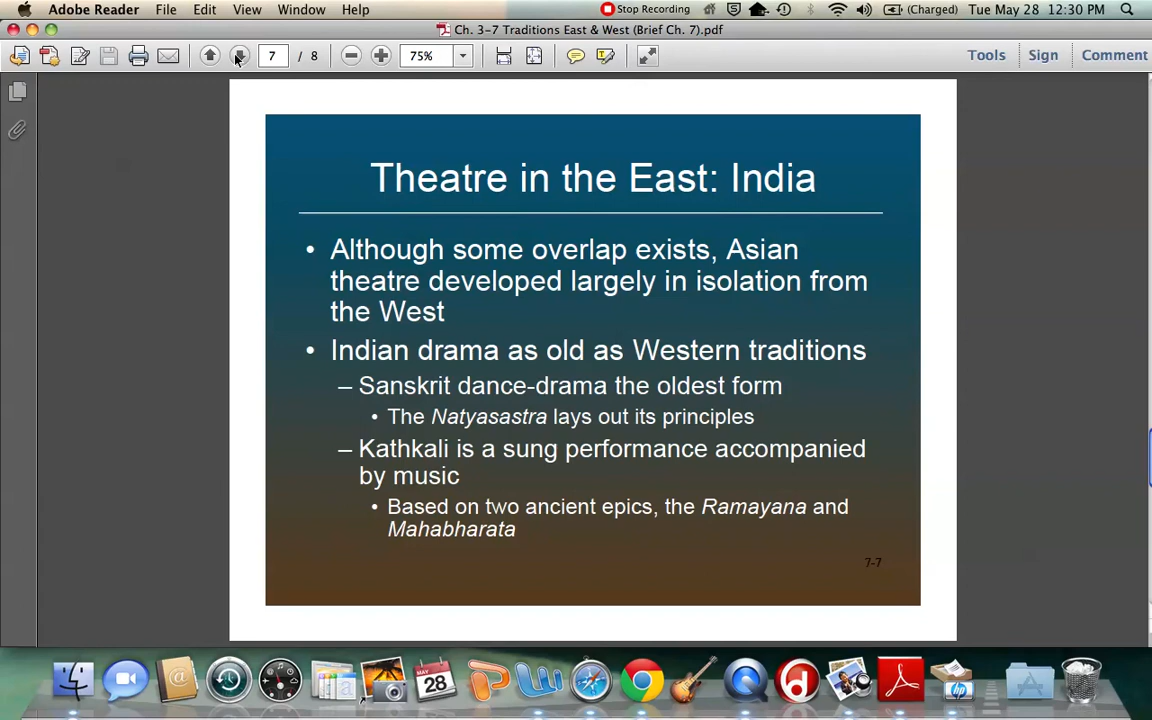 Adobe Reader File Edit View Window Help Stop Recording (Charged) Tue May 28 12:30 PM
Ch. 3-7 Traditions East & West (Brief Ch. 7).pdf
7 / 8 75% Tools Sign Comment
Theatre in the East: India
• Although some overlap exists, Asian
theatre developed largely in isolation from
the West
• Indian drama as old as Western traditions
– Sanskrit dance-drama the oldest form
• The Natyasastra lays out its principles
– Kathkali is a sung performance accompanied
by music
• Based on two ancient epics, the Ramayana and
Mahabharata
7-7
MAY
28